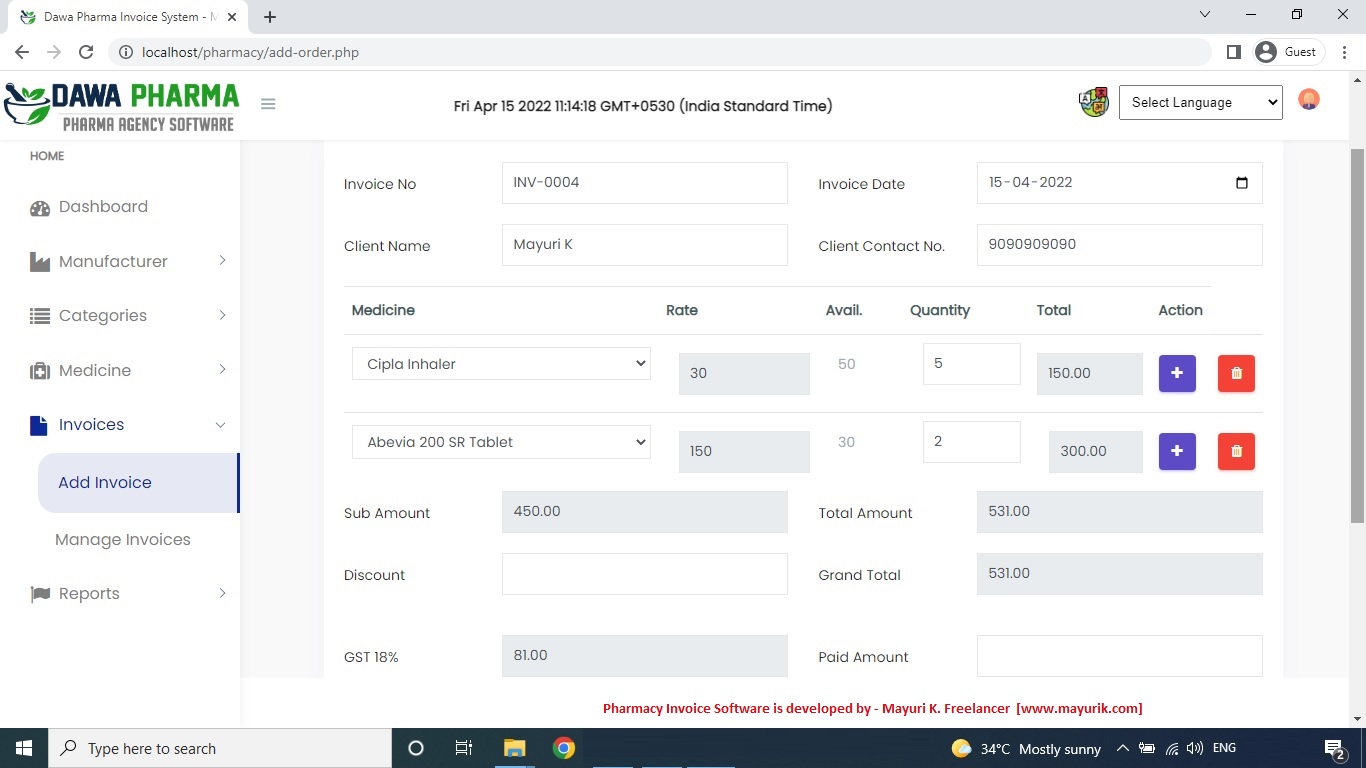 Dawa Pharma Invoice System - M
localhost/pharmacy/add-order.php
Guest
DAWA PHARMA
PHARMA AGENCY SOFTWARE
Fri Apr 15 2022 11:14:18 GMT+0530 (India Standard Time)
Select Language
HOME
Dashboard
Manufacturer
Categories
Medicine
Invoices
Add Invoice
Manage Invoices
Reports
Invoice No INV-0004 Invoice Date 15-04-2022
Client Name Mayuri K Client Contact No. 9090909090
Medicine Rate Avail. Quantity Total Action
Cipla Inhaler 30 50 5 150.00
Abevia 200 SR Tablet 150 30 2 300.00
Sub Amount 450.00 Total Amount 531.00
Discount Grand Total 531.00
GST 18% 81.00 Paid Amount
Pharmacy Invoice Software is developed by - Mayuri K. Freelancer [www.mayurik.com]
Type here to search
34°C Mostly sunny
ENG
2